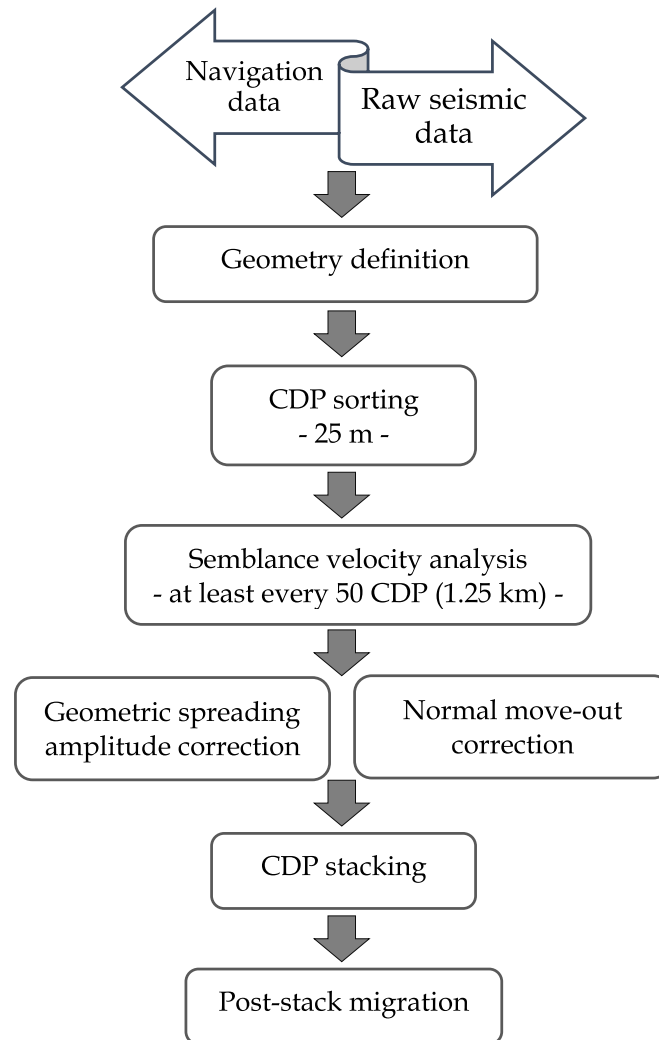 Navigation
data
Raw seismic
data
Geometry definition
CDP sorting
- 25 m -
Semblance velocity analysis
- at least every 50 CDP (1.25 km) -
Geometric spreading
amplitude correction
Normal move-out
correction
CDP stacking
Post-stack migration